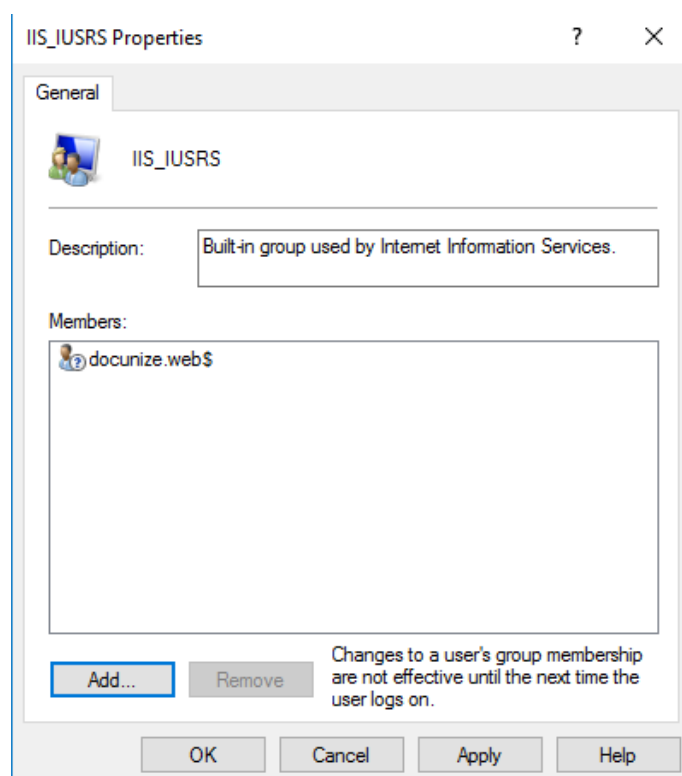 IIS_IUSRS Properties
?
General
IIS_IUSRS
Description:
Built-in group used by Internet Information Services.
Members:
docunize.web$
Add...
Remove
Changes to a user's group membership
are not effective until the next time the
user logs on.
OK
Cancel
Apply
Help